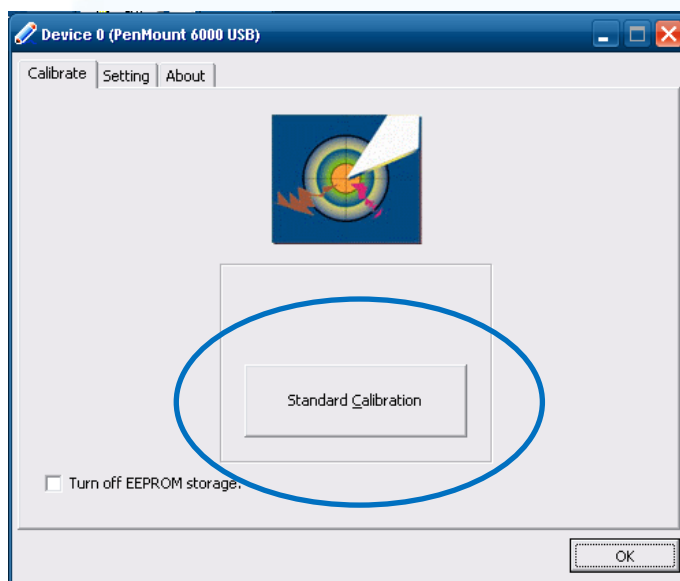 Device 0 (PenMount 6000 USB)
Calibrate Setting About
Standard Calibration
Turn off EEPROM storage.
OK